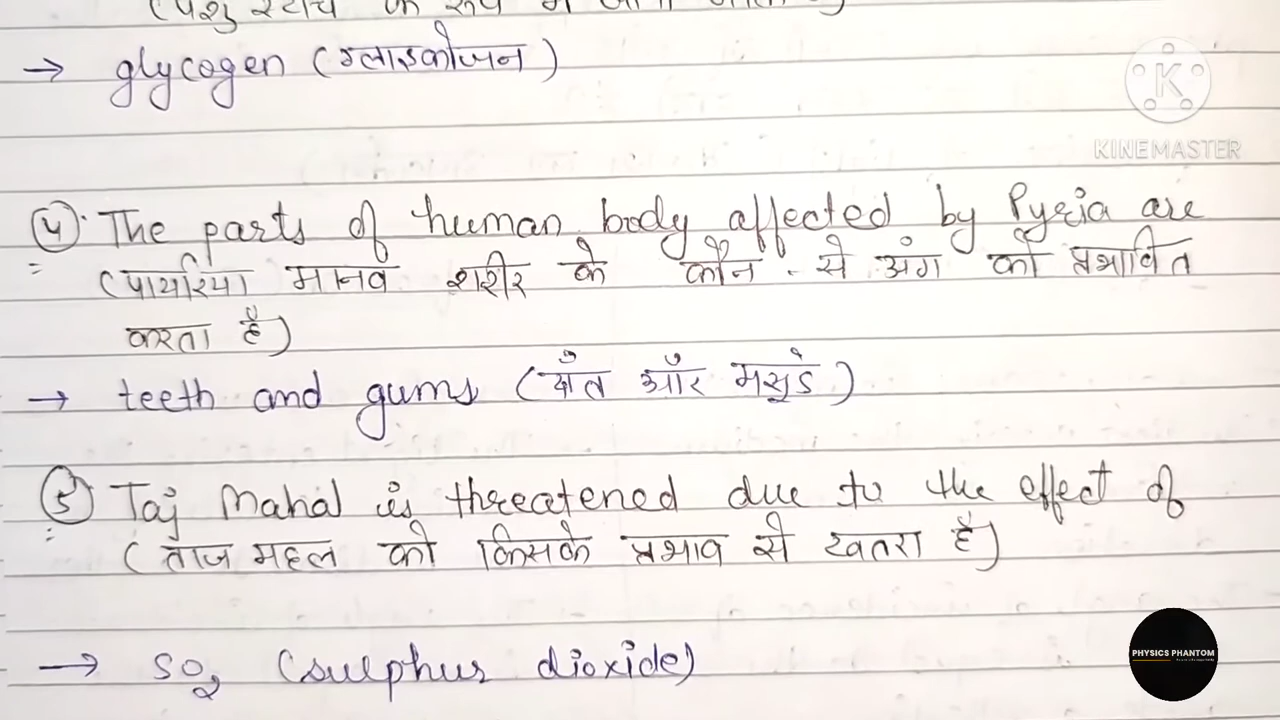 (पशु स्टार्च के रूप में जाना जाता है)
→ glycogen (ग्लाइकोजन)
KINEMASTER
(4) The parts of human body affected by Pyria are
(पायरिया मानव शरीर के कौन-से अंग को प्रभावित
करता है)
→ teeth and gums (दाँत और मसूडे)
(5) Taj Mahal is threatened due to the effect of
(ताजमहल को किसके प्रभाव से खतरा है)
→ SO2 (sulphur dioxide)
PHYSICS PHANTOM